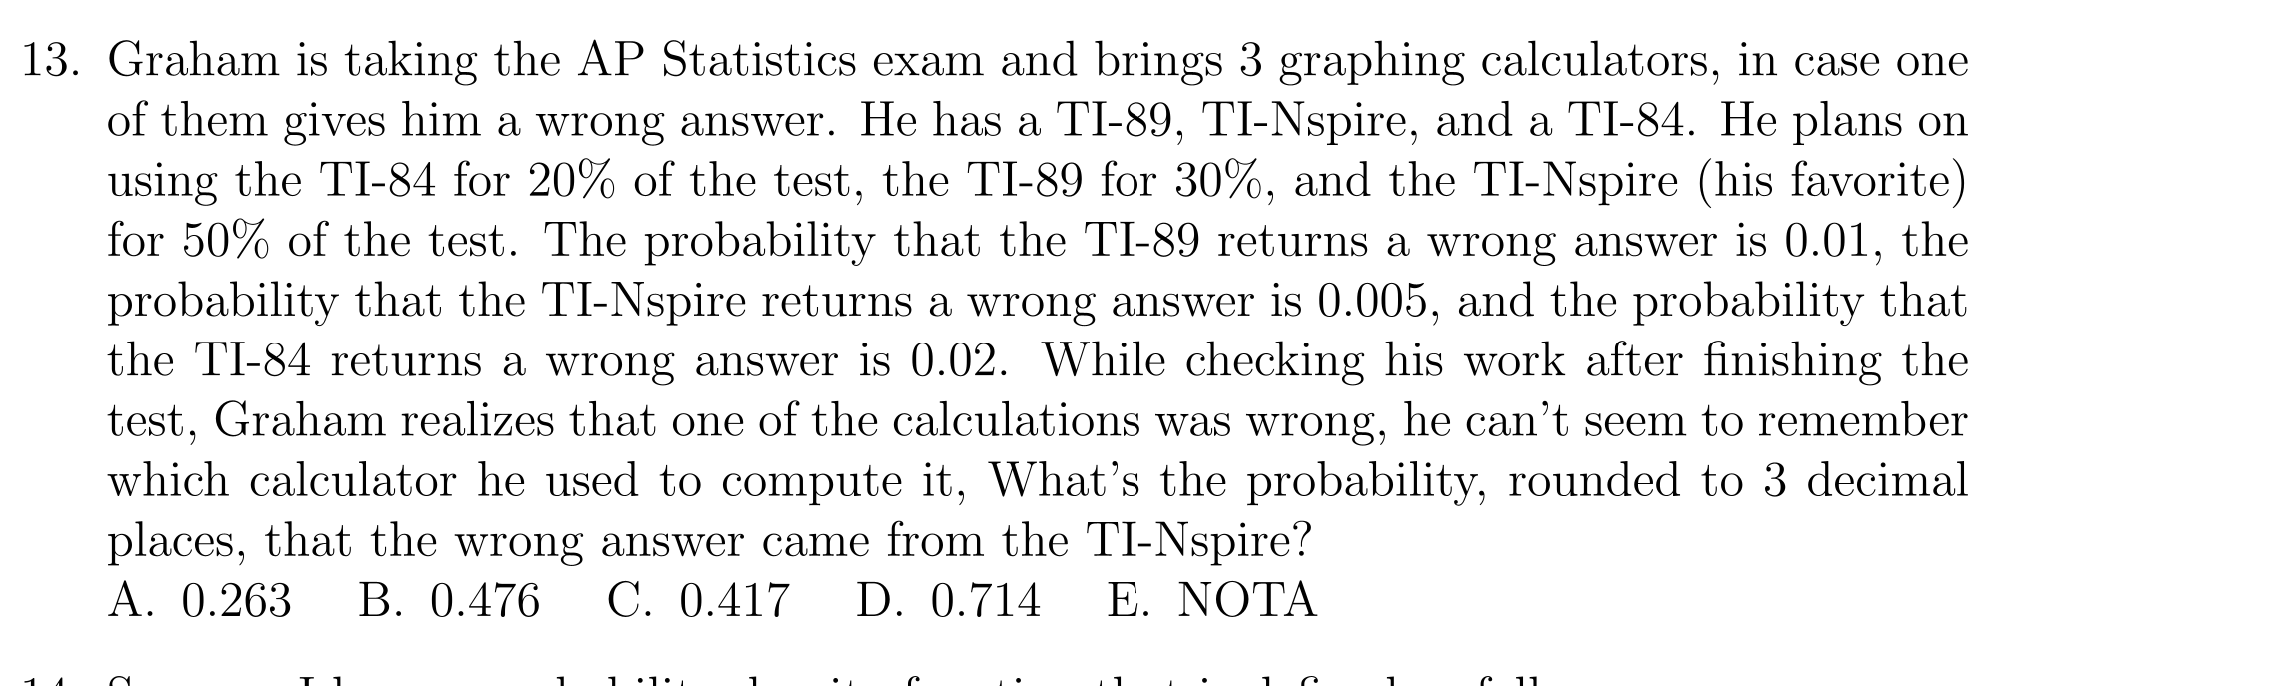 13. Graham is taking the AP Statistics exam and brings 3 graphing calculators, in case one
of them gives him a wrong answer. He has a TI-89, TI-Nspire, and a TI-84. He plans on
using the TI-84 for 20% of the test, the TI-89 for 30%, and the TI-Nspire (his favorite)
for 50% of the test. The probability that the TI-89 returns a wrong answer is 0.01, the
probability that the TI-Nspire returns a wrong answer is 0.005, and the probability that
the TI-84 returns a wrong answer is 0.02. While checking his work after finishing the
test, Graham realizes that one of the calculations was wrong, he can't seem to remember
which calculator he used to compute it, What's the probability, rounded to 3 decimal
places, that the wrong answer came from the TI-Nspire?
A. 0.263 B. 0.476 C. 0.417 D. 0.714 E. NOTA